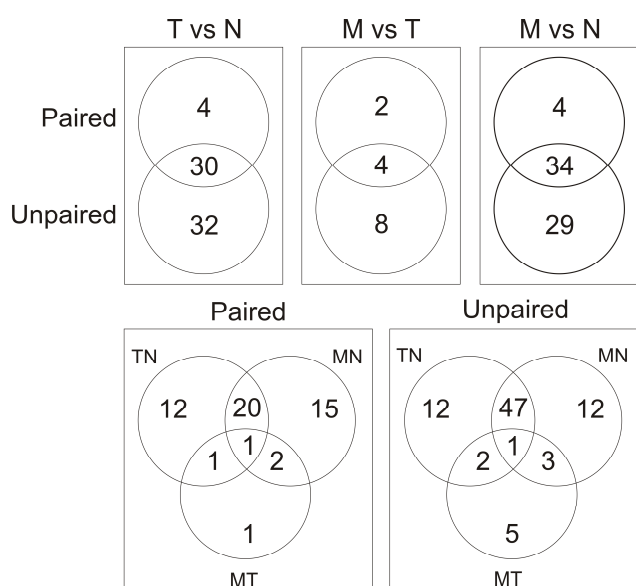 T vs N M vs T M vs N
Paired 4 2 4
30 4 34
Unpaired 32 8 29
Paired Unpaired
TN MN TN MN
12 20 15 12 47 12
1 1 2 2 1 3
1 5
MT MT